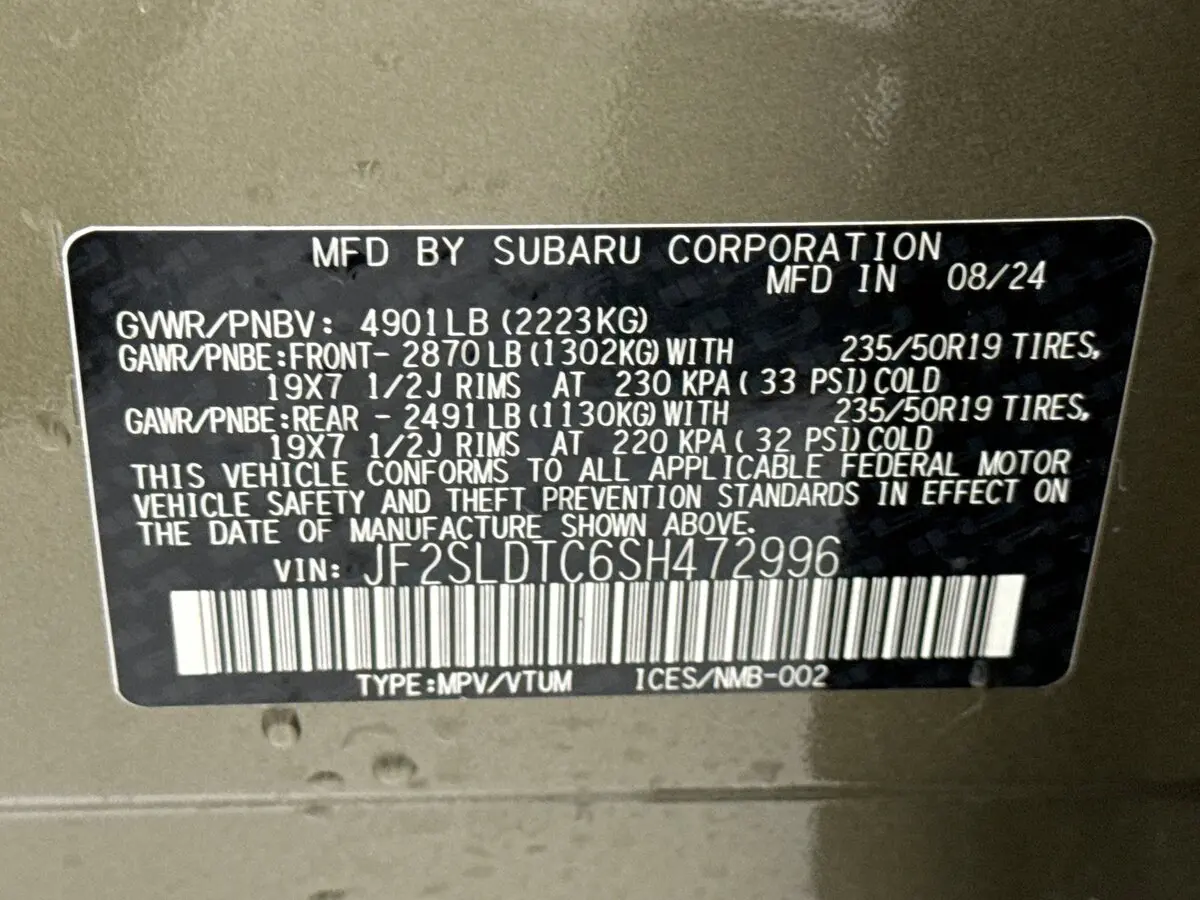 MFD BY SUBARU CORPORATION
MFD IN 08/24
GVWR/PNBV: 4901LB (2223KG)
GAWR/PNBE:FRONT- 2870LB(1302KG)WITH 235/50R19 TIRES,
19X7 1/2J RIMS AT 230 KPA( 33 PSI)COLD
GAWR/PNBE:REAR - 2491LB(1130KG)WITH 235/50R19 TIRES,
19X7 1/2J RIMS AT 220 KPA( 32 PSI)COLD
THIS VEHICLE CONFORMS TO ALL APPLICABLE FEDERAL MOTOR
VEHICLE SAFETY AND THEFT PREVENTION STANDARDS IN EFFECT ON
THE DATE OF MANUFACTURE SHOWN ABOVE.
VIN: JF2SLDTC6SH472996
TYPE:MPV/VTUM ICES/NMB-002